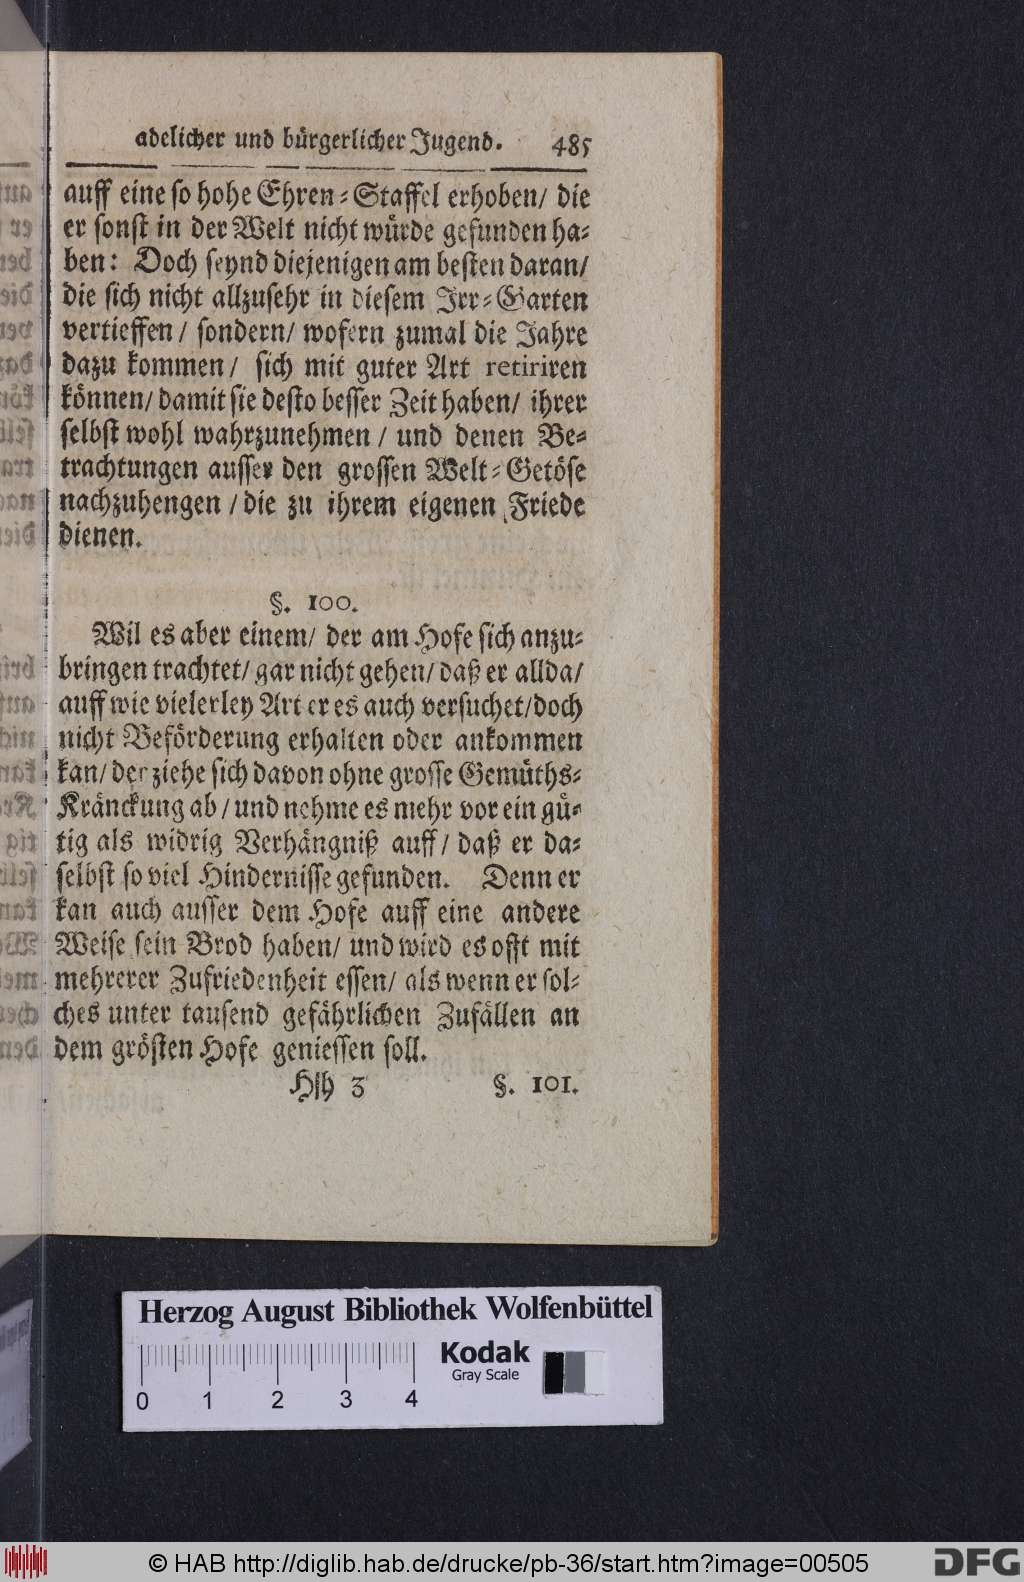 adelicher und bürgerlicher Jugend. 485
auff eine so hohe Ehren-Staffel erhoben/ die
er sonst in der Welt nicht würde gefunden ha-
ben: Doch seynd diejenigen am besten daran/
die sich nicht allzusehr in diesem Irr-Garten
vertieffen/ sondern/ wofern zumal die Jahre
dazu kommen/ sich mit guter Art retiriren
können/ damit sie desto besser Zeit haben/ ihrer
selbst wohl wahrzunehmen/ und denen Be-
trachtungen ausser den grossen Welt-Getöse
nachzuhengen/ die zu ihrem eigenen Friede
dienen.
§. 100.
Wil es aber einem/ der am Hofe sich anzu-
bringen trachtet/ gar nicht gehen/ daß er allda/
auff wie vielerley Art er es auch versuchet/ doch
nicht Beförderung erhalten oder ankommen
kan/ der ziehe sich davon ohne grosse Gemüths-
Kränckung ab/ und nehme es mehr vor ein gü-
tig als widrig Verhängniß auff/ daß er da-
selbst so viel Hindernisse gefunden. Denn er
kan auch ausser dem Hofe auff eine andere
Weise sein Brod haben/ und wird es offt mit
mehrerer Zufriedenheit essen/ als wenn er sol-
ches unter tausend gefährlichen Zufällen an
dem grösten Hofe geniessen soll.
Hh 3 §. 101.
Herzog August Bibliothek Wolfenbüttel
Kodak
Gray Scale
0 1 2 3 4
© HAB http://diglib.hab.de/drucke/pb-36/start.htm?image=00505
DFG